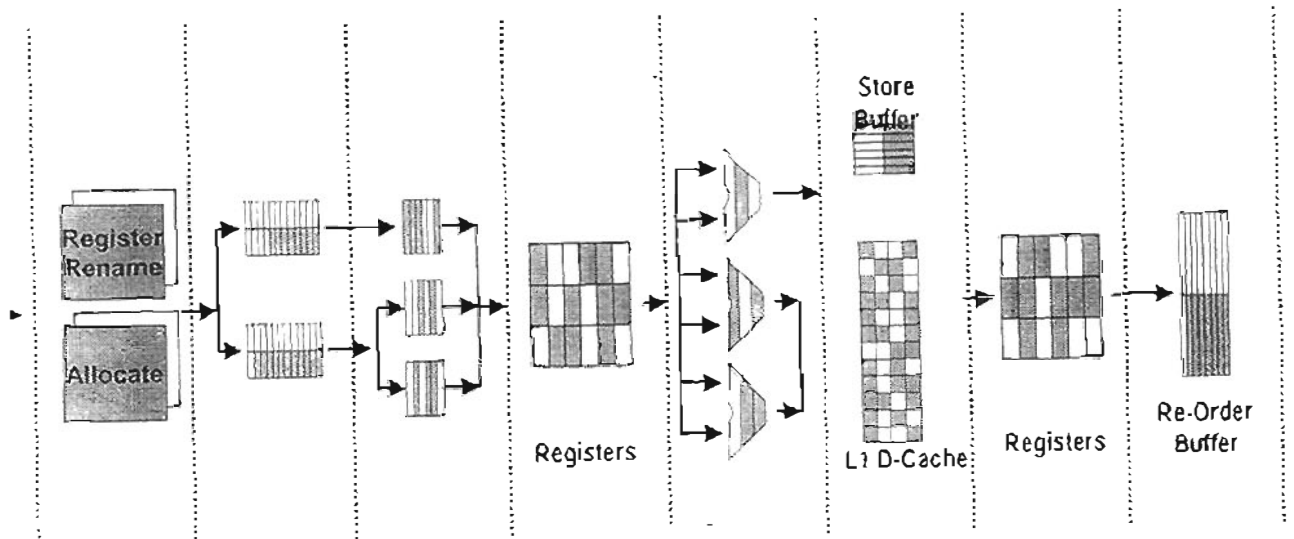 Register
Rename
Allocate
Registers
Store
Buffer
L1 D-Cache
Registers
Re-Order
Buffer